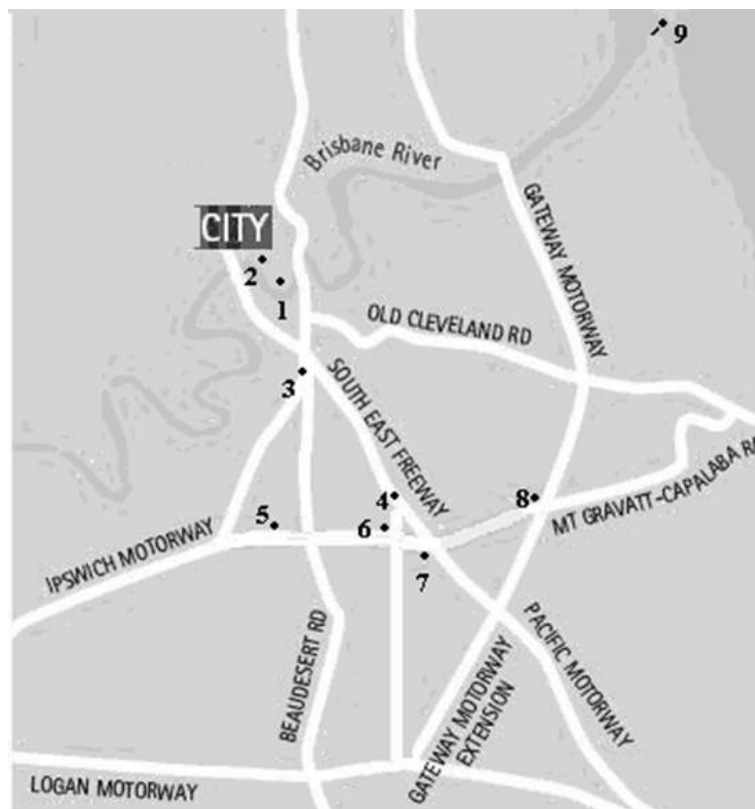 9
Brisbane River
CITY
GATEWAY MOTORWAY
2
1
OLD CLEVELAND RD
3
SOUTH EAST FREEWAY
4
8
5
6
MT GRAVATT-CAPALABA RD
IPSWICH MOTORWAY
7
BEAUDESERT RD
PACIFIC MOTORWAY
GATEWAY MOTORWAY
EXTENSION
LOGAN MOTORWAY